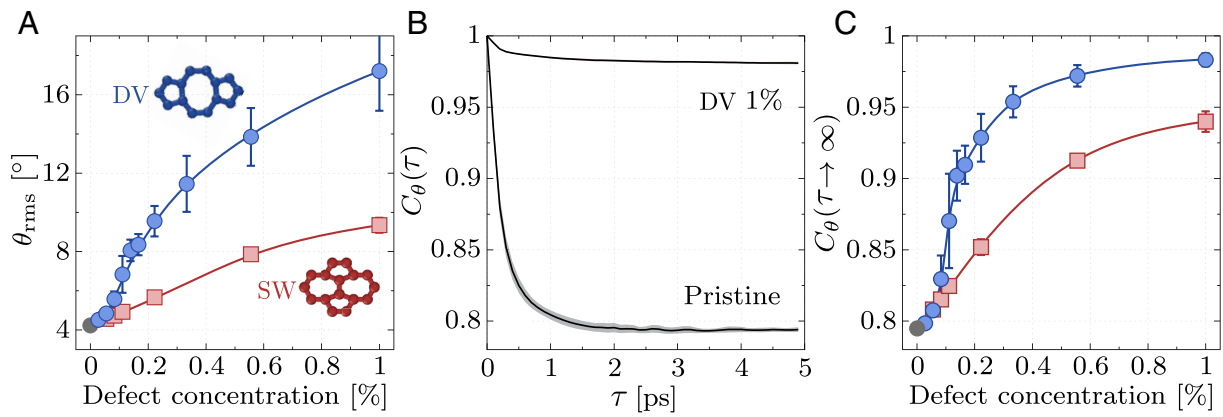 A
θrms [°]
16
12
8
4
DV
SW
0
0.2
0.4
0.6
0.8
1
Defect concentration [%]
B
Cθ(τ)
1
0.95
0.9
0.85
0.8
DV 1%
Pristine
0
1
2
3
4
5
τ [ps]
C
Cθ(τ→∞)
1
0.95
0.9
0.85
0.8
0
0.2
0.4
0.6
0.8
1
Defect concentration [%]